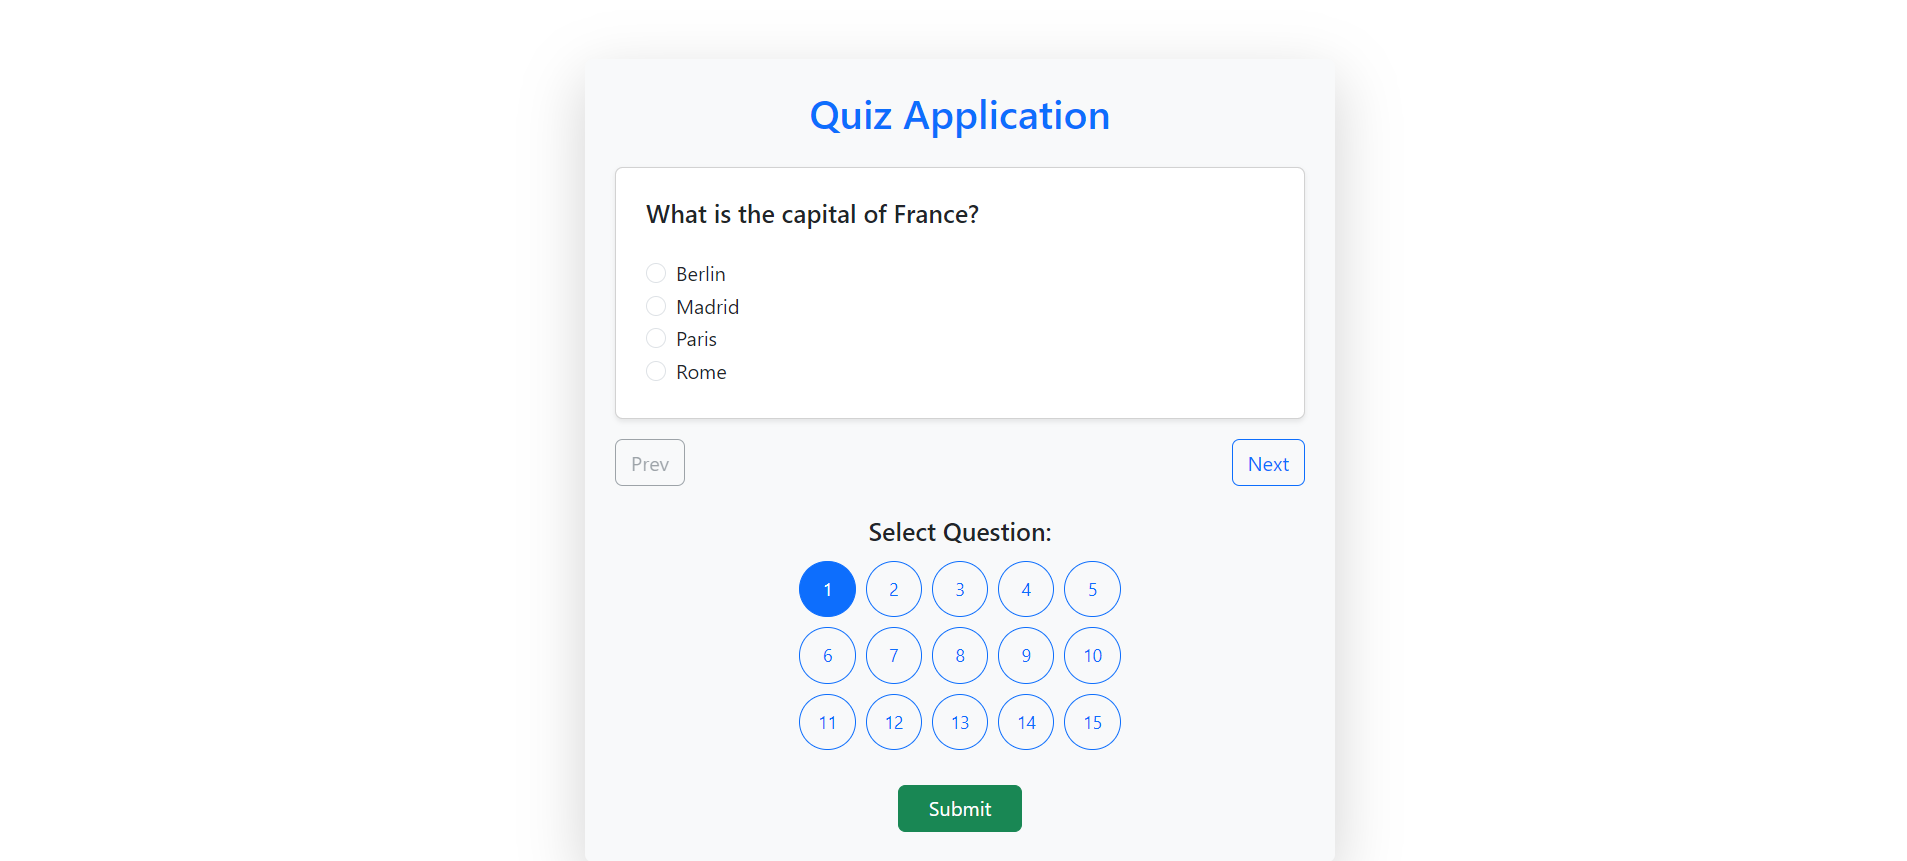 Quiz Application
What is the capital of France?
Berlin
Madrid
Paris
Rome
Prev Next
Select Question:
1 2 3 4 5
6 7 8 9 10
11 12 13 14 15
Submit